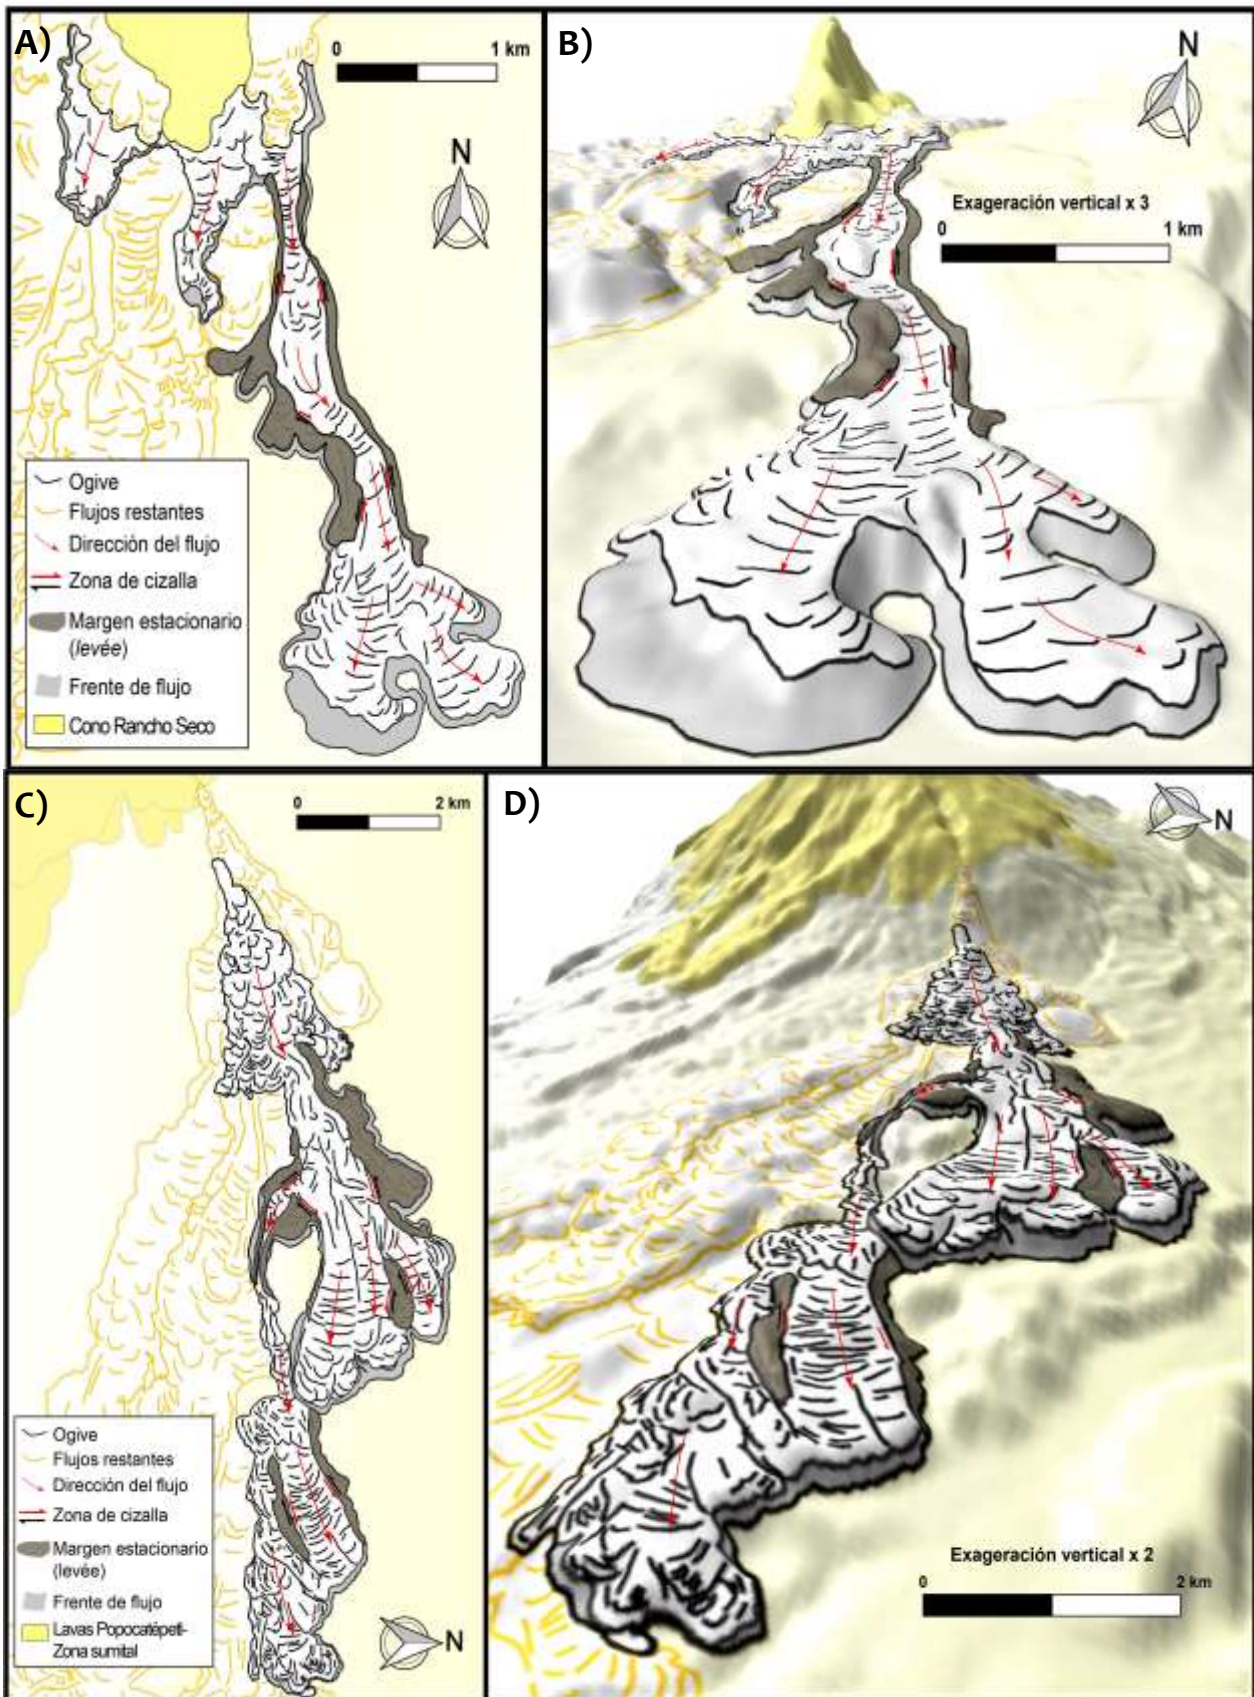 A)
0 1 km
N
Ogive
Flujos restantes
Dirección del flujo
Zona de cizalla
Margen estacionario
(levée)
Frente de flujo
Cono Rancho Seco
B)
N
Exageración vertical x 3
0 1 km
C)
0 2 km
Ogive
Flujos restantes
Dirección del flujo
Zona de cizalla
Margen estacionario
(levée)
Frente de flujo
Lavas Popocatépetl-
Zona sumital
N
D)
N
Exageración vertical x 2
0 2 km